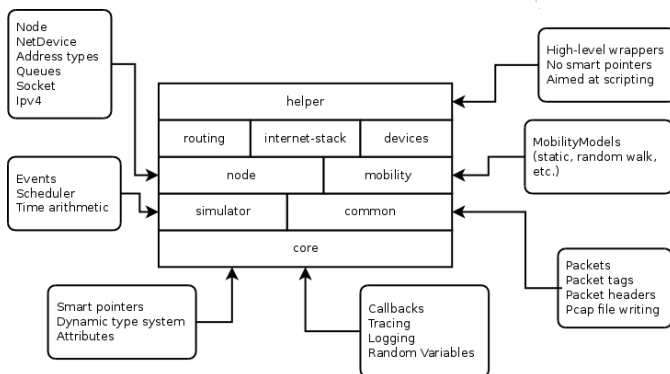 Node
NetDevice
Address types
Queues
Socket
Ipv4
High-level wrappers
No smart pointers
Aimed at scripting
helper
routing
internet-stack
devices
node
mobility
simulator
common
core
MobilityModels
(static, random walk,
etc.)
Events
Scheduler
Time arithmetic
Packets
Packet tags
Packet headers
Pcap file writing
Smart pointers
Dynamic type system
Attributes
Callbacks
Tracing
Logging
Random Variables